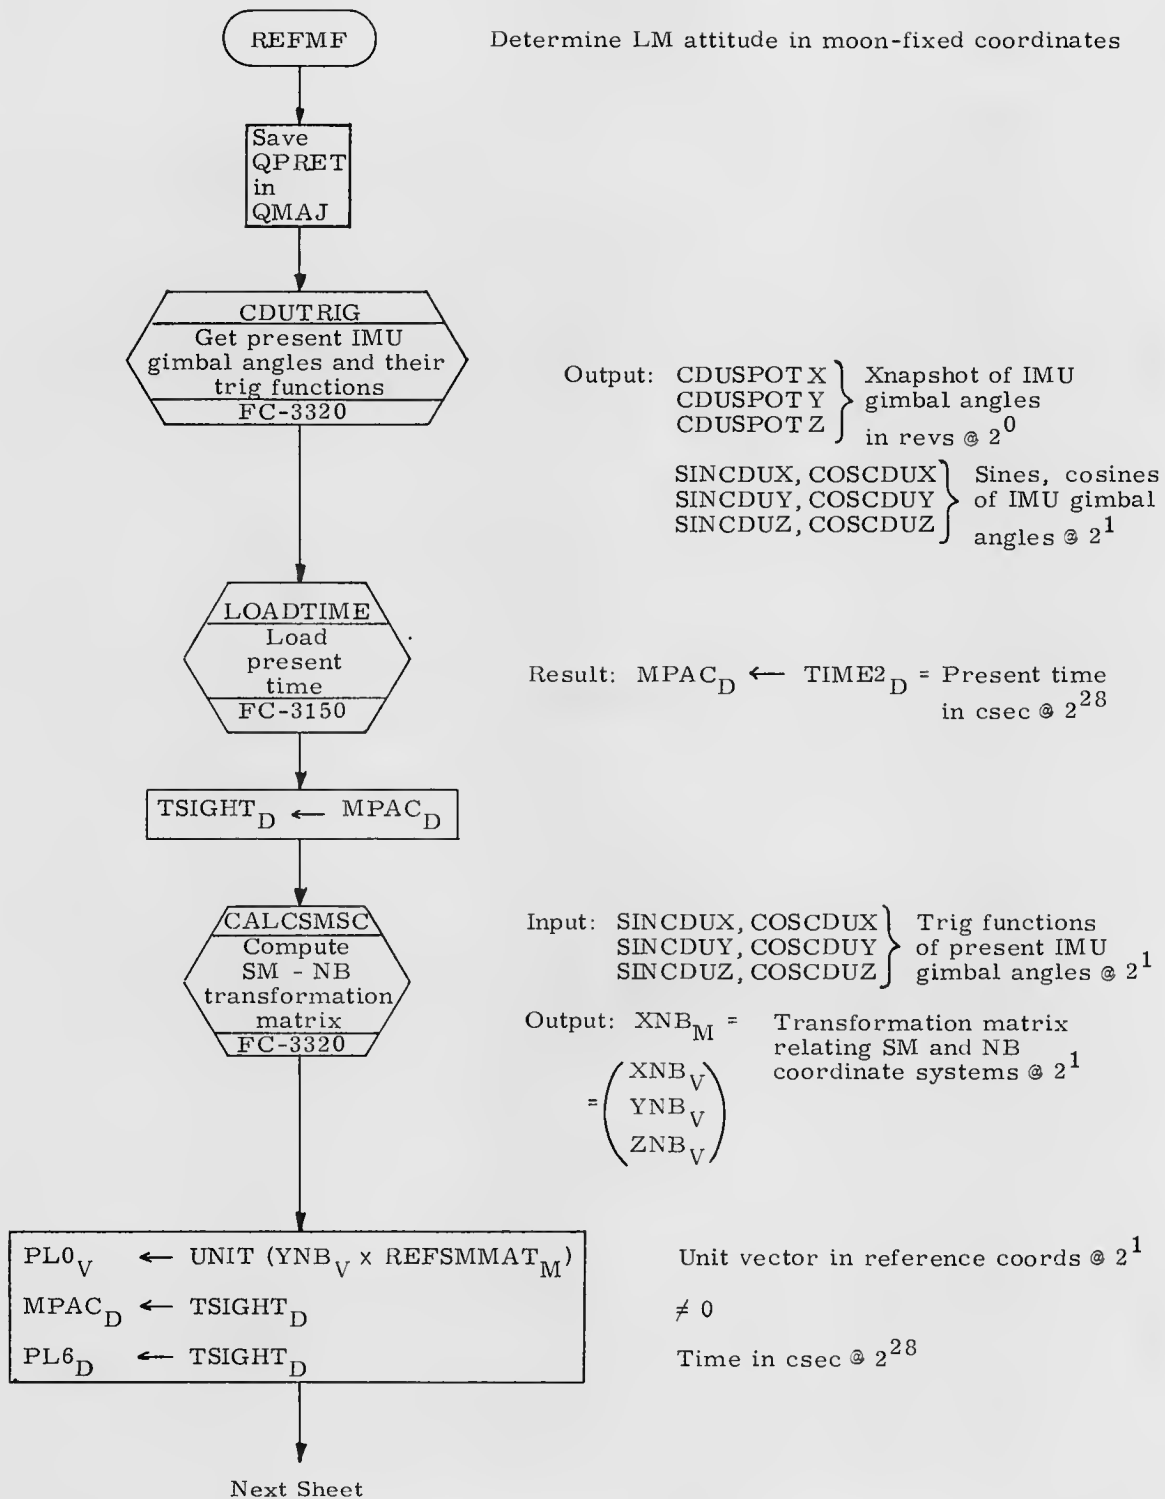 REFMF
Determine LM attitude in moon-fixed coordinates
Save
QPRET
in
QMAJ
CDUTRIG
Get present IMU
gimbal angles and their
trig functions
FC-3320
Output: CDUSPOTX } Xnapshot of IMU
CDUSPOTY gimbal angles
CDUSPOTZ in revs @ 2^0
SINCDUX, COSCDUX } Sines, cosines
SINCDUY, COSCDUY of IMU gimbal
SINCDUZ, COSCDUZ angles @ 2^1
LOADTIME
Load
present
time
FC-3150
Result: MPAC_D ← TIME2_D = Present time
in csec @ 2^28
TSIGHT_D ← MPAC_D
CALCSMSC
Compute
SM - NB
transformation
matrix
FC-3320
Input: SINCDUX, COSCDUX } Trig functions
SINCDUY, COSCDUY of present IMU
SINCDUZ, COSCDUZ gimbal angles @ 2^1
Output: XNB_M = Transformation matrix
relating SM and NB
coordinate systems @ 2^1
= ( XNB_V
YNB_V
ZNB_V )
PL0_V ← UNIT (YNB_V x REFSMMAT_M)
Unit vector in reference coords @ 2^1
MPAC_D ← TSIGHT_D
≠ 0
PL6_D ← TSIGHT_D
Time in csec @ 2^28
Next Sheet